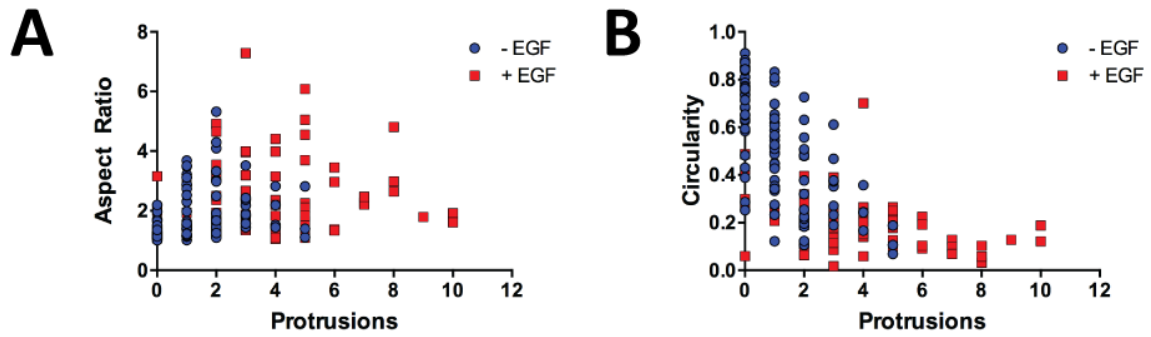 A
8
6
4
2
0
Aspect Ratio
0 2 4 6 8 10 12
Protrusions
- EGF
+ EGF
B
1.0
0.8
0.6
0.4
0.2
0.0
Circularity
0 2 4 6 8 10 12
Protrusions
- EGF
+ EGF